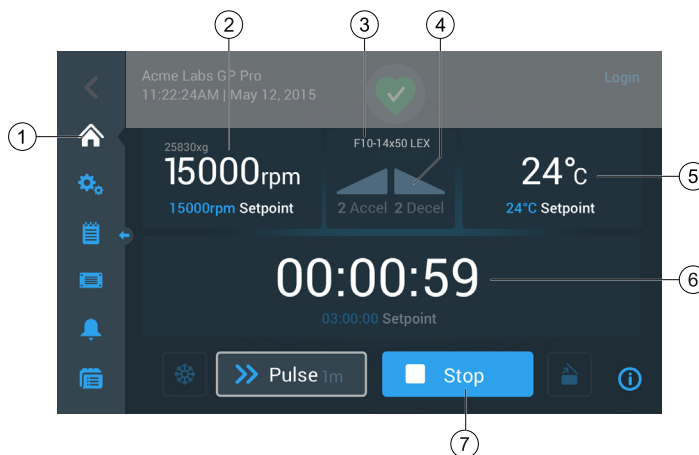 2
3
4
Acme Labs GP Pro
11:22:24AM | May 12, 2015
Login
1
25830xg
15000rpm
15000rpm Setpoint
F10-14x50 LEX
2 Accel 2 Decel
24°C
24°C Setpoint
5
00:00:59
03:00:00 Setpoint
6
Pulse 1m
Stop
7